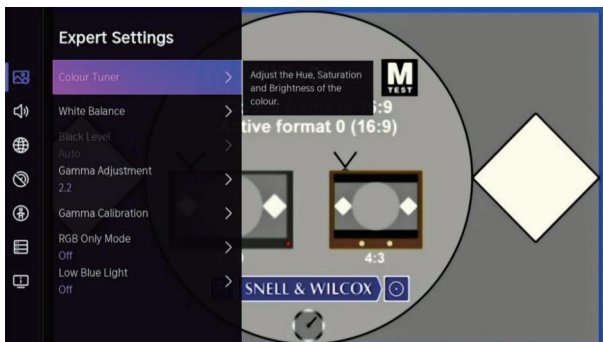 Expert Settings
Colour Tuner
Adjust the Hue, Saturation
and Brightness of the
colour.
White Balance
Black Level
Auto
Gamma Adjustment
2.2
Gamma Calibration
RGB Only Mode
Off
Low Blue Light
Off
M
TEST
:9
tive format 0 (16:9)
4:3
SNELL & WILCOX